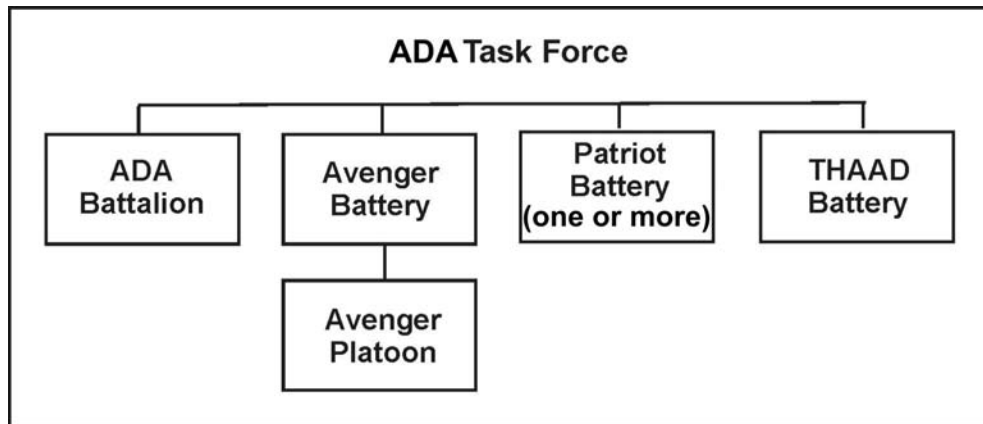 ADA Task Force
ADA
Battalion
Avenger
Battery
Patriot
Battery
(one or more)
THAAD
Battery
Avenger
Platoon